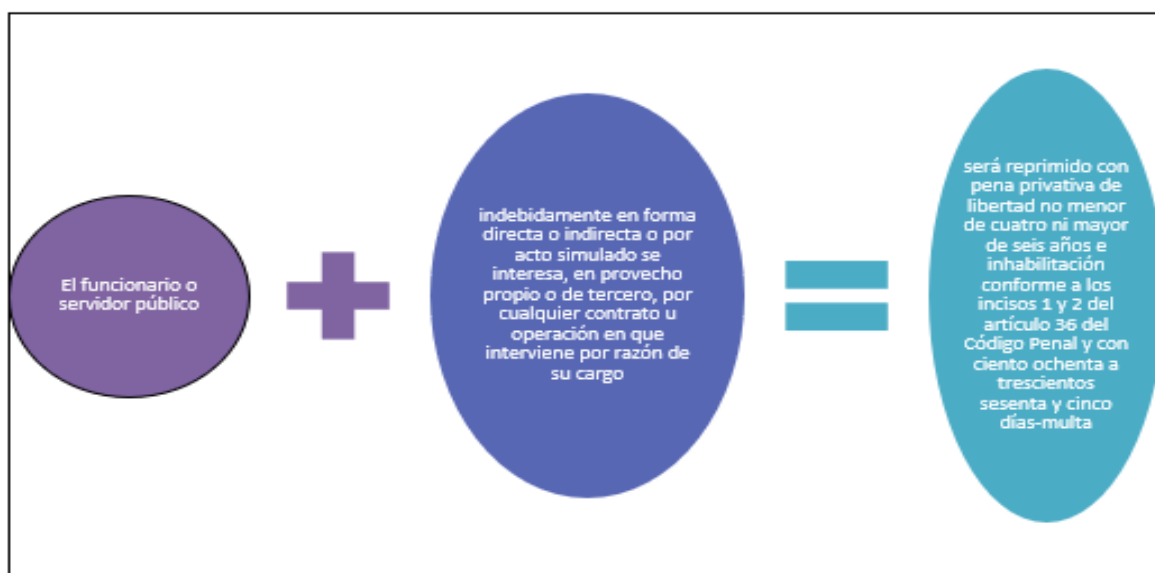 El funcionario o
servidor público
indebidamente en forma
directa o indirecta o por
acto simulado se
interesa, en provecho
propio o de tercero, por
cualquier contrato u
operación en que
interviene por razón de
su cargo
será reprimido con
pena privativa de
libertad no menor
de cuatro ni mayor
de seis años e
inhabilitación
conforme a los
incisos 1 y 2 del
artículo 36 del
Código Penal y con
ciento ochenta a
trescientos
sesenta y cinco
días-multa